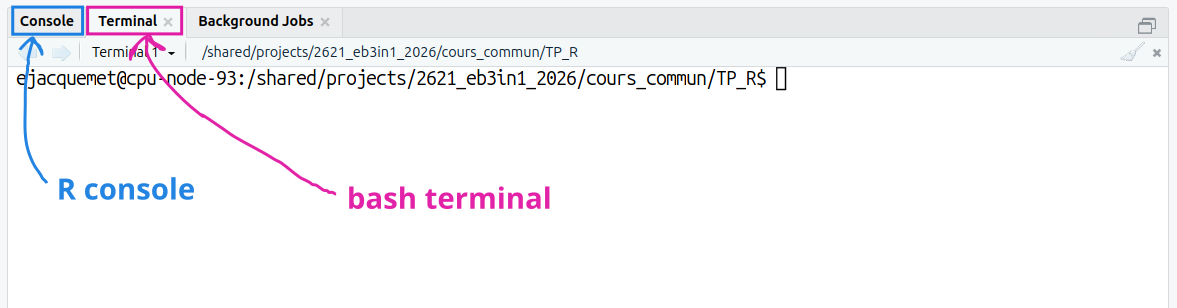 Console Terminal Background Jobs
Terminal 1 /shared/projects/2621_eb3in1_2026/cours_commun/TP_R
ejacquemet@cpu-node-93:/shared/projects/2621_eb3in1_2026/cours_commun/TP_R$
R console
bash terminal